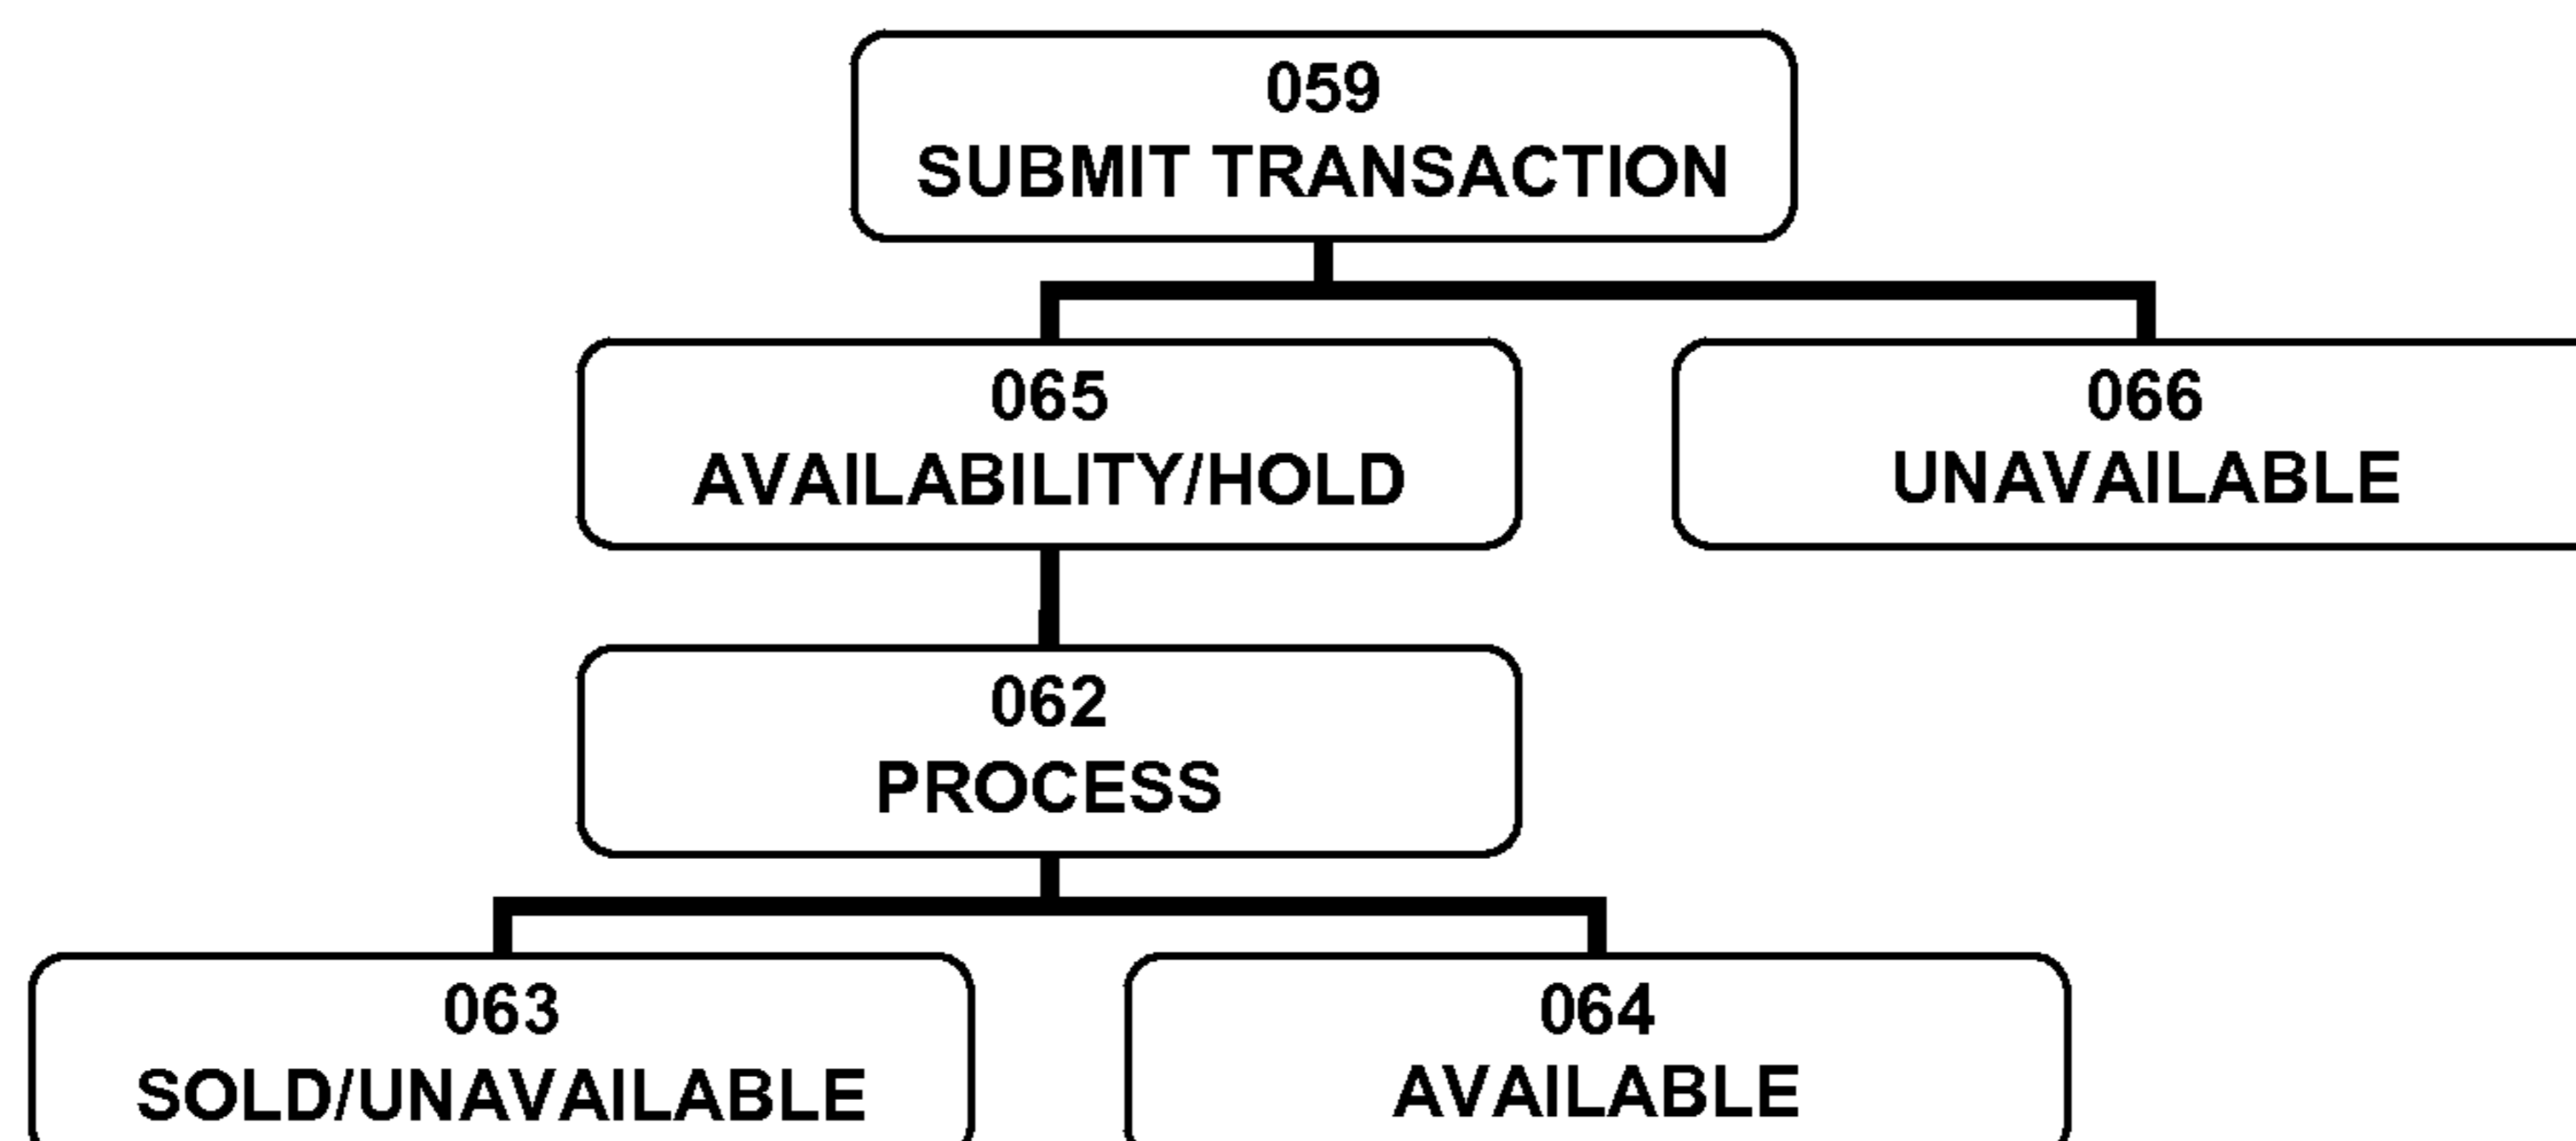 059
SUBMIT TRANSACTION
065
AVAILABILITY/HOLD
066
UNAVAILABLE
062
PROCESS
063
SOLD/UNAVAILABLE
064
AVAILABLE